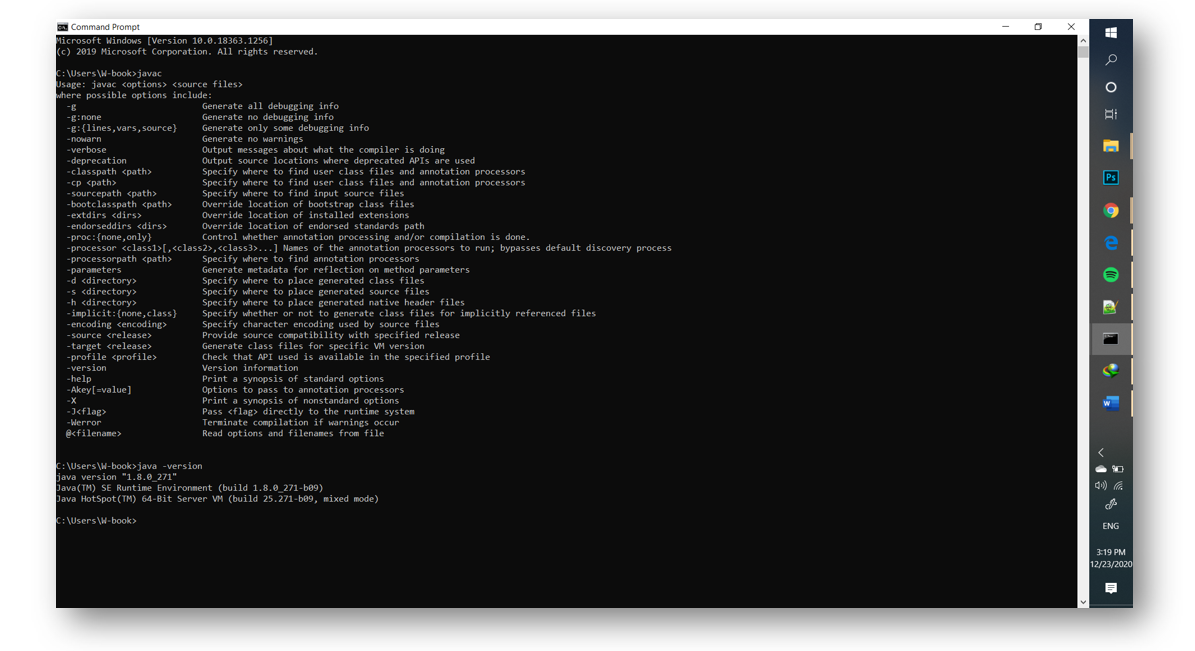 Command Prompt
Microsoft Windows [Version 10.0.18363.1256]
(c) 2019 Microsoft Corporation. All rights reserved.
C:\Users\W-book>javac
Usage: javac <options> <source files>
where possible options include:
-g Generate all debugging info
-g:none Generate no debugging info
-g:{lines,vars,source} Generate only some debugging info
-nowarn Generate no warnings
-verbose Output messages about what the compiler is doing
-deprecation Output source locations where deprecated APIs are used
-classpath <path> Specify where to find user class files and annotation processors
-cp <path> Specify where to find user class files and annotation processors
-sourcepath <path> Specify where to find input source files
-bootclasspath <path> Override location of bootstrap class files
-extdirs <dirs> Override location of installed extensions
-endorseddirs <dirs> Override location of endorsed standards path
-proc:{none,only} Control whether annotation processing and/or compilation is done.
-processor <class1>[,<class2>,<class3>...] Names of the annotation processors to run; bypasses default discovery process
-processorpath <path> Specify where to find annotation processors
-parameters Generate metadata for reflection on method parameters
-d <directory> Specify where to place generated class files
-s <directory> Specify where to place generated source files
-h <directory> Specify where to place generated native header files
-implicit:{none,class} Specify whether or not to generate class files for implicitly referenced files
-encoding <encoding> Specify character encoding used by source files
-source <release> Provide source compatibility with specified release
-target <release> Generate class files for specific VM version
-profile <profile> Check that API used is available in the specified profile
-version Version information
-help Print a synopsis of standard options
-Akey[=value] Options to pass to annotation processors
-X Print a synopsis of nonstandard options
-J<flag> Pass <flag> directly to the runtime system
-Werror Terminate compilation if warnings occur
@<filename> Read options and filenames from file
C:\Users\W-book>java -version
java version "1.8.0_271"
Java(TM) SE Runtime Environment (build 1.8.0_271-b09)
Java HotSpot(TM) 64-Bit Server VM (build 25.271-b09, mixed mode)
C:\Users\W-book>
Ps
W
ENG
3:19 PM
12/23/2020